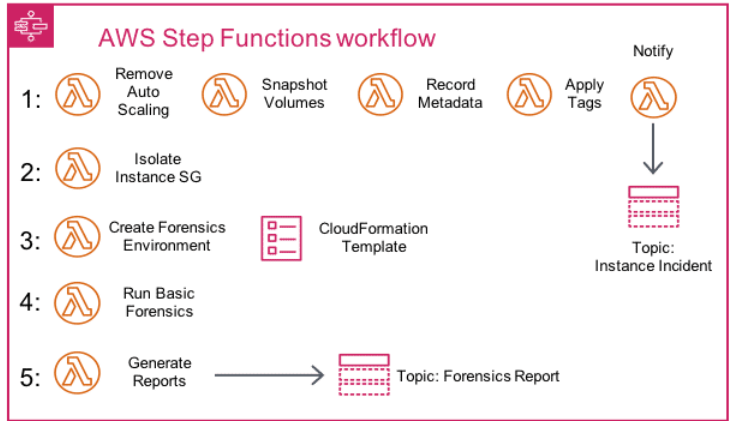 AWS Step Functions workflow
Notify
1:
Remove
Auto
Scaling
Snapshot
Volumes
Record
Metadata
Apply
Tags
2:
Isolate
Instance SG
3:
Create Forensics
Environment
CloudFormation
Template
Topic:
Instance Incident
4:
Run Basic
Forensics
5:
Generate
Reports
Topic: Forensics Report